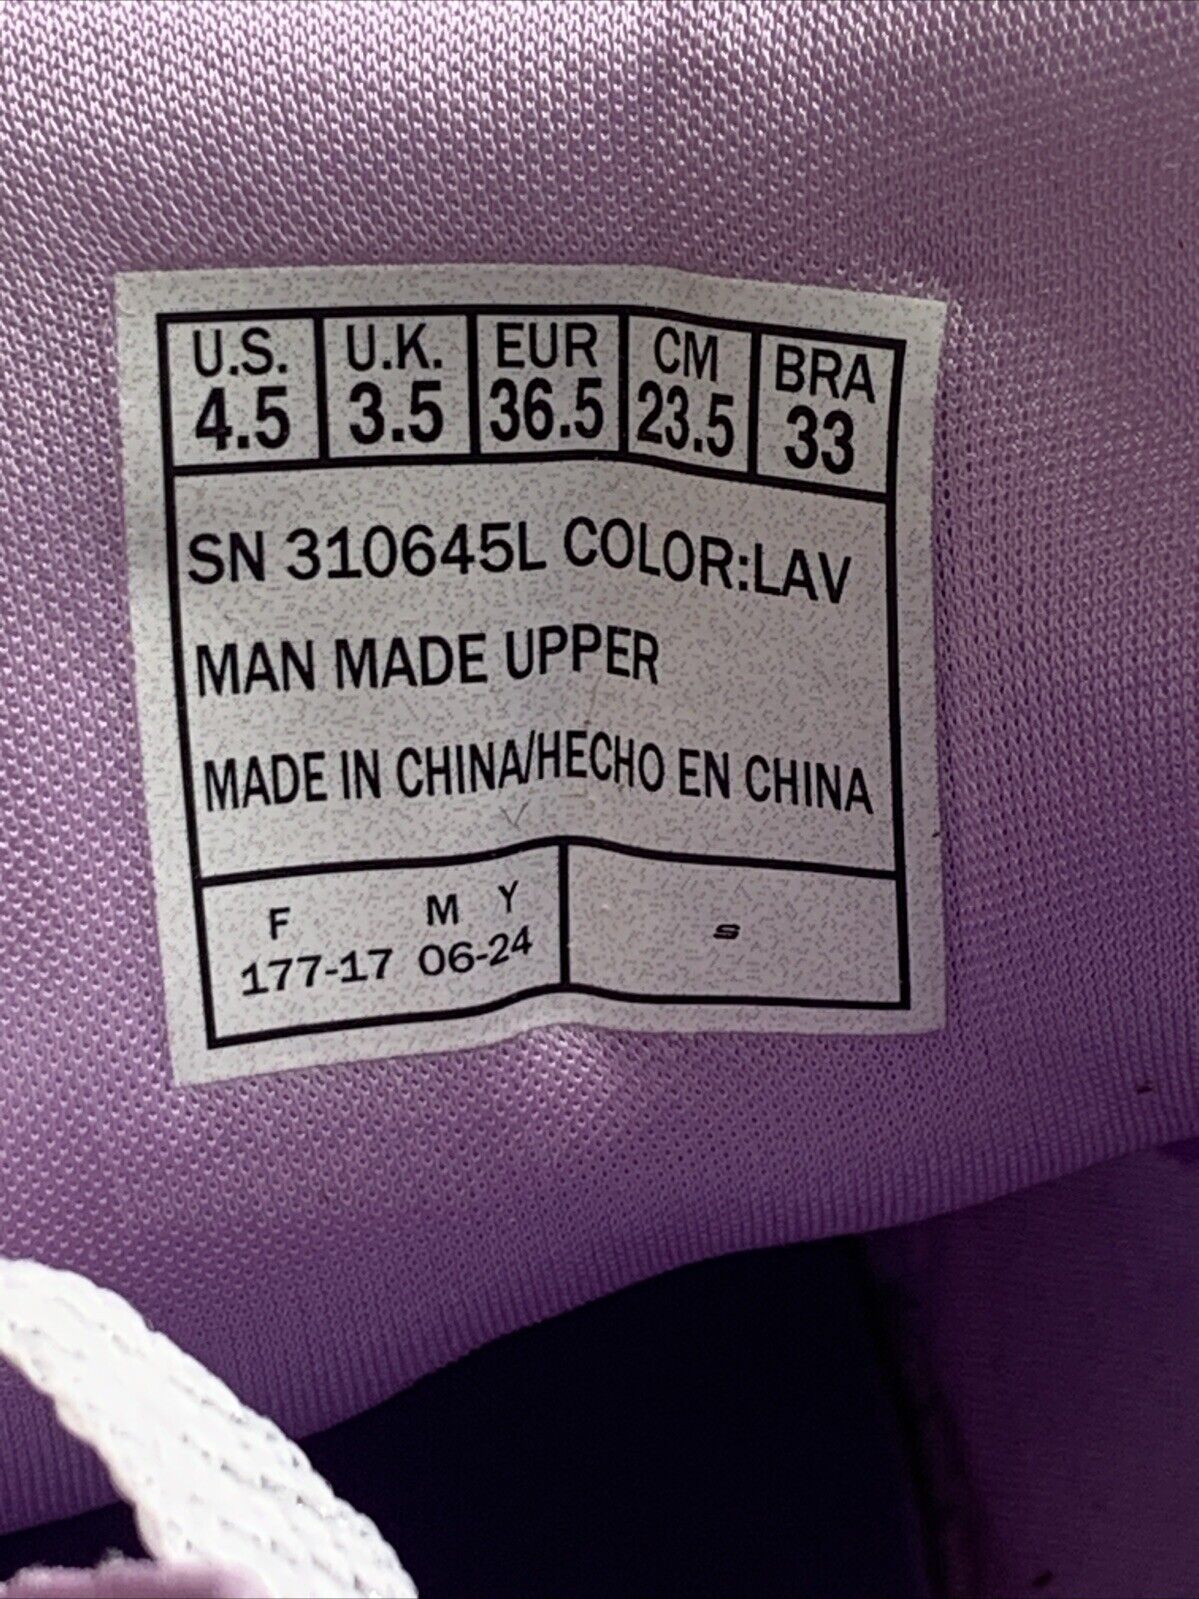 U.S. U.K. EUR CM BRA
4.5 3.5 36.5 23.5 33
SN 310645L COLOR:LAV
MAN MADE UPPER
MADE IN CHINA/HECHO EN CHINA
F M Y
177-17 06-24
S